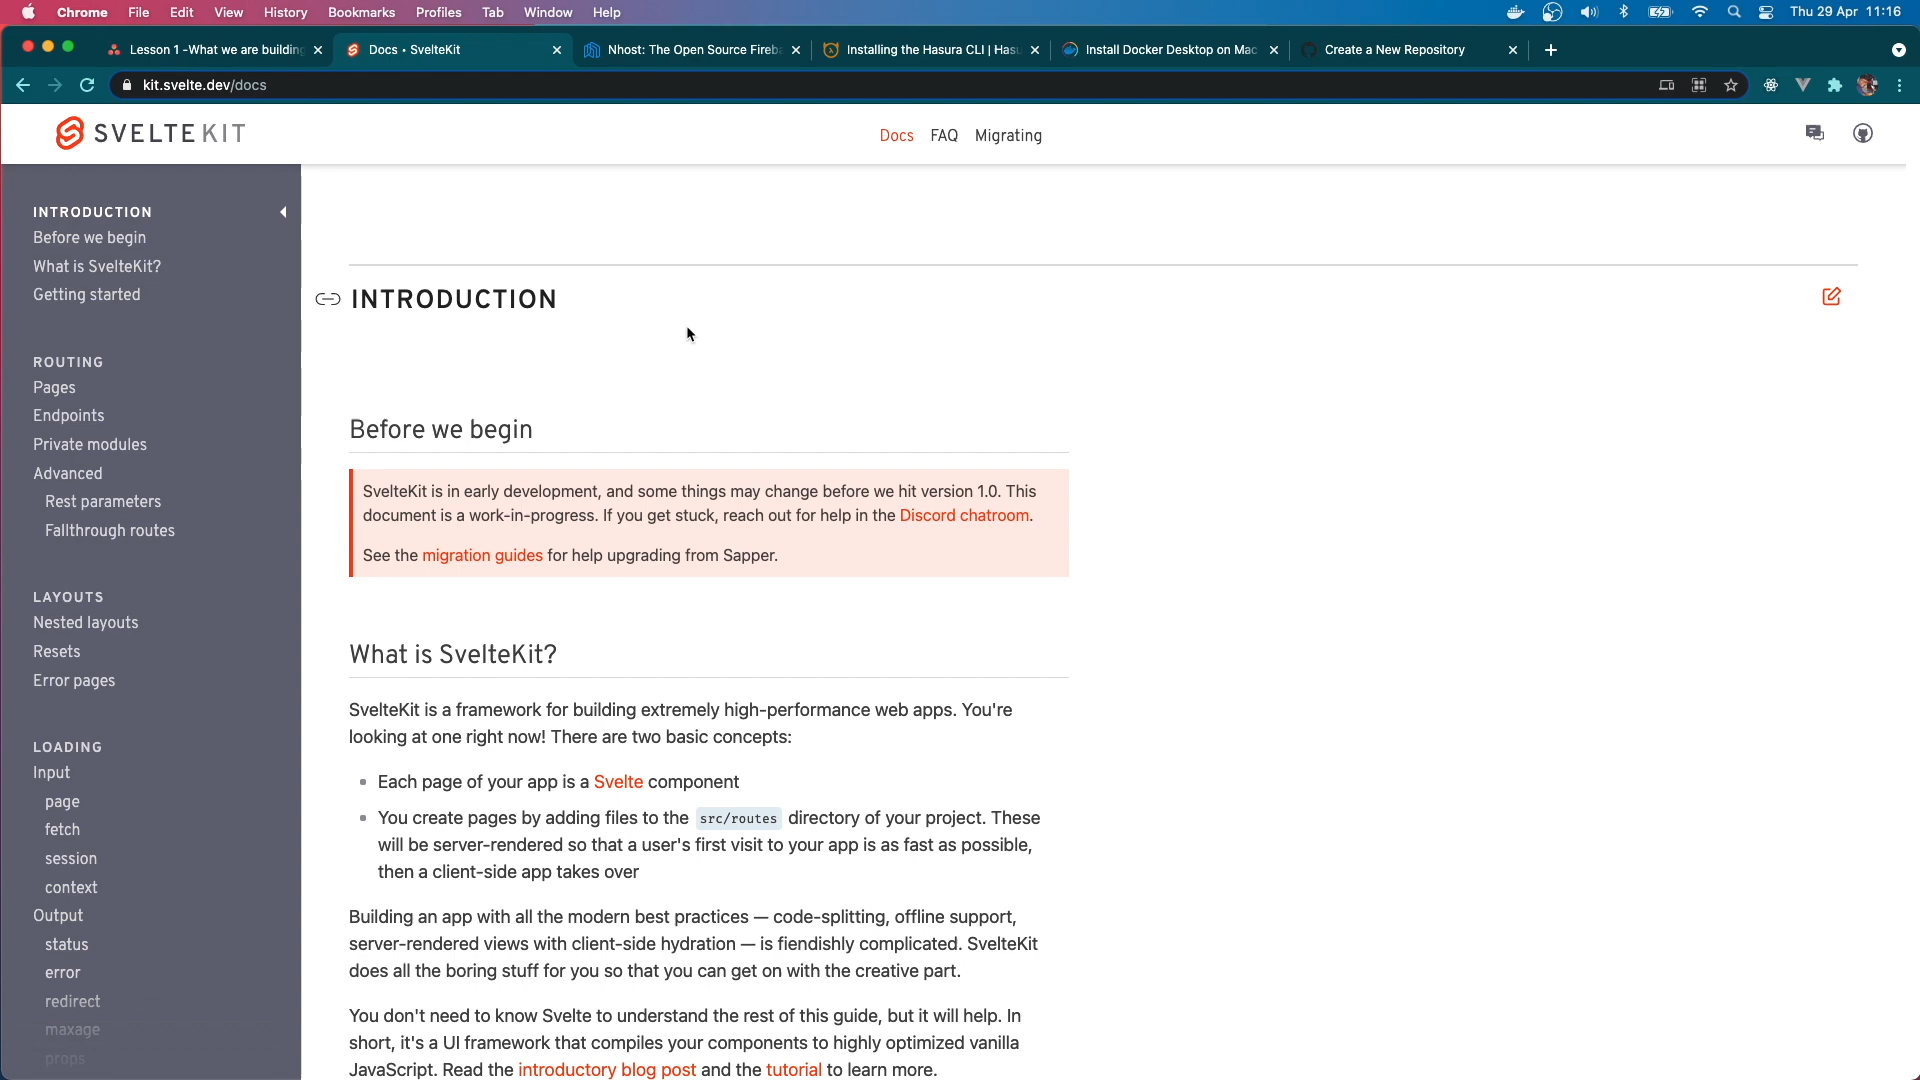 Chrome File Edit View History Bookmarks Profiles Tab Window Help Thu 29 Apr 11:16
Lesson 1 -What we are building Docs • SvelteKit Nhost: The Open Source Fireb Installing the Hasura CLI | Hasu Install Docker Desktop on Mac Create a New Repository
kit.svelte.dev/docs
SVELTE KIT
Docs FAQ Migrating
INTRODUCTION
Before we begin
What is SvelteKit?
Getting started
ROUTING
Pages
Endpoints
Private modules
Advanced
Rest parameters
Fallthrough routes
LAYOUTS
Nested layouts
Resets
Error pages
LOADING
Input
page
fetch
session
context
Output
status
error
redirect
maxage
props
INTRODUCTION
Before we begin
SvelteKit is in early development, and some things may change before we hit version 1.0. This
document is a work-in-progress. If you get stuck, reach out for help in the Discord chatroom.
See the migration guides for help upgrading from Sapper.
What is SvelteKit?
SvelteKit is a framework for building extremely high-performance web apps. You're
looking at one right now! There are two basic concepts:
Each page of your app is a Svelte component
You create pages by adding files to the src/routes directory of your project. These
will be server-rendered so that a user's first visit to your app is as fast as possible,
then a client-side app takes over
Building an app with all the modern best practices — code-splitting, offline support,
server-rendered views with client-side hydration — is fiendishly complicated. SvelteKit
does all the boring stuff for you so that you can get on with the creative part.
You don't need to know Svelte to understand the rest of this guide, but it will help. In
short, it's a UI framework that compiles your components to highly optimized vanilla
JavaScript. Read the introductory blog post and the tutorial to learn more.